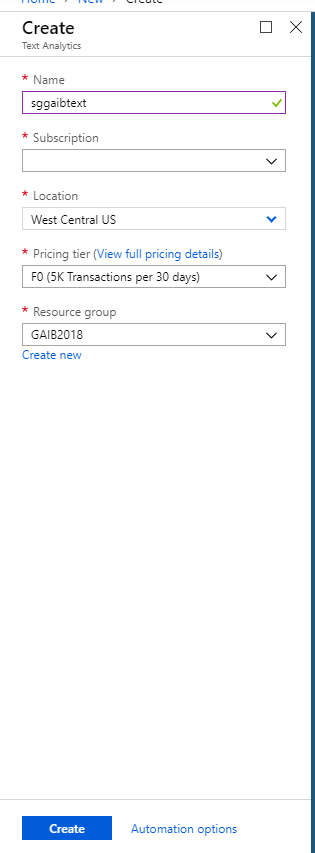 Home > New > Create
Create
Text Analytics
* Name
sggaibtext
* Subscription
* Location
West Central US
* Pricing tier (View full pricing details)
F0 (5K Transactions per 30 days)
* Resource group
GAIB2018
Create new
Create
Automation options